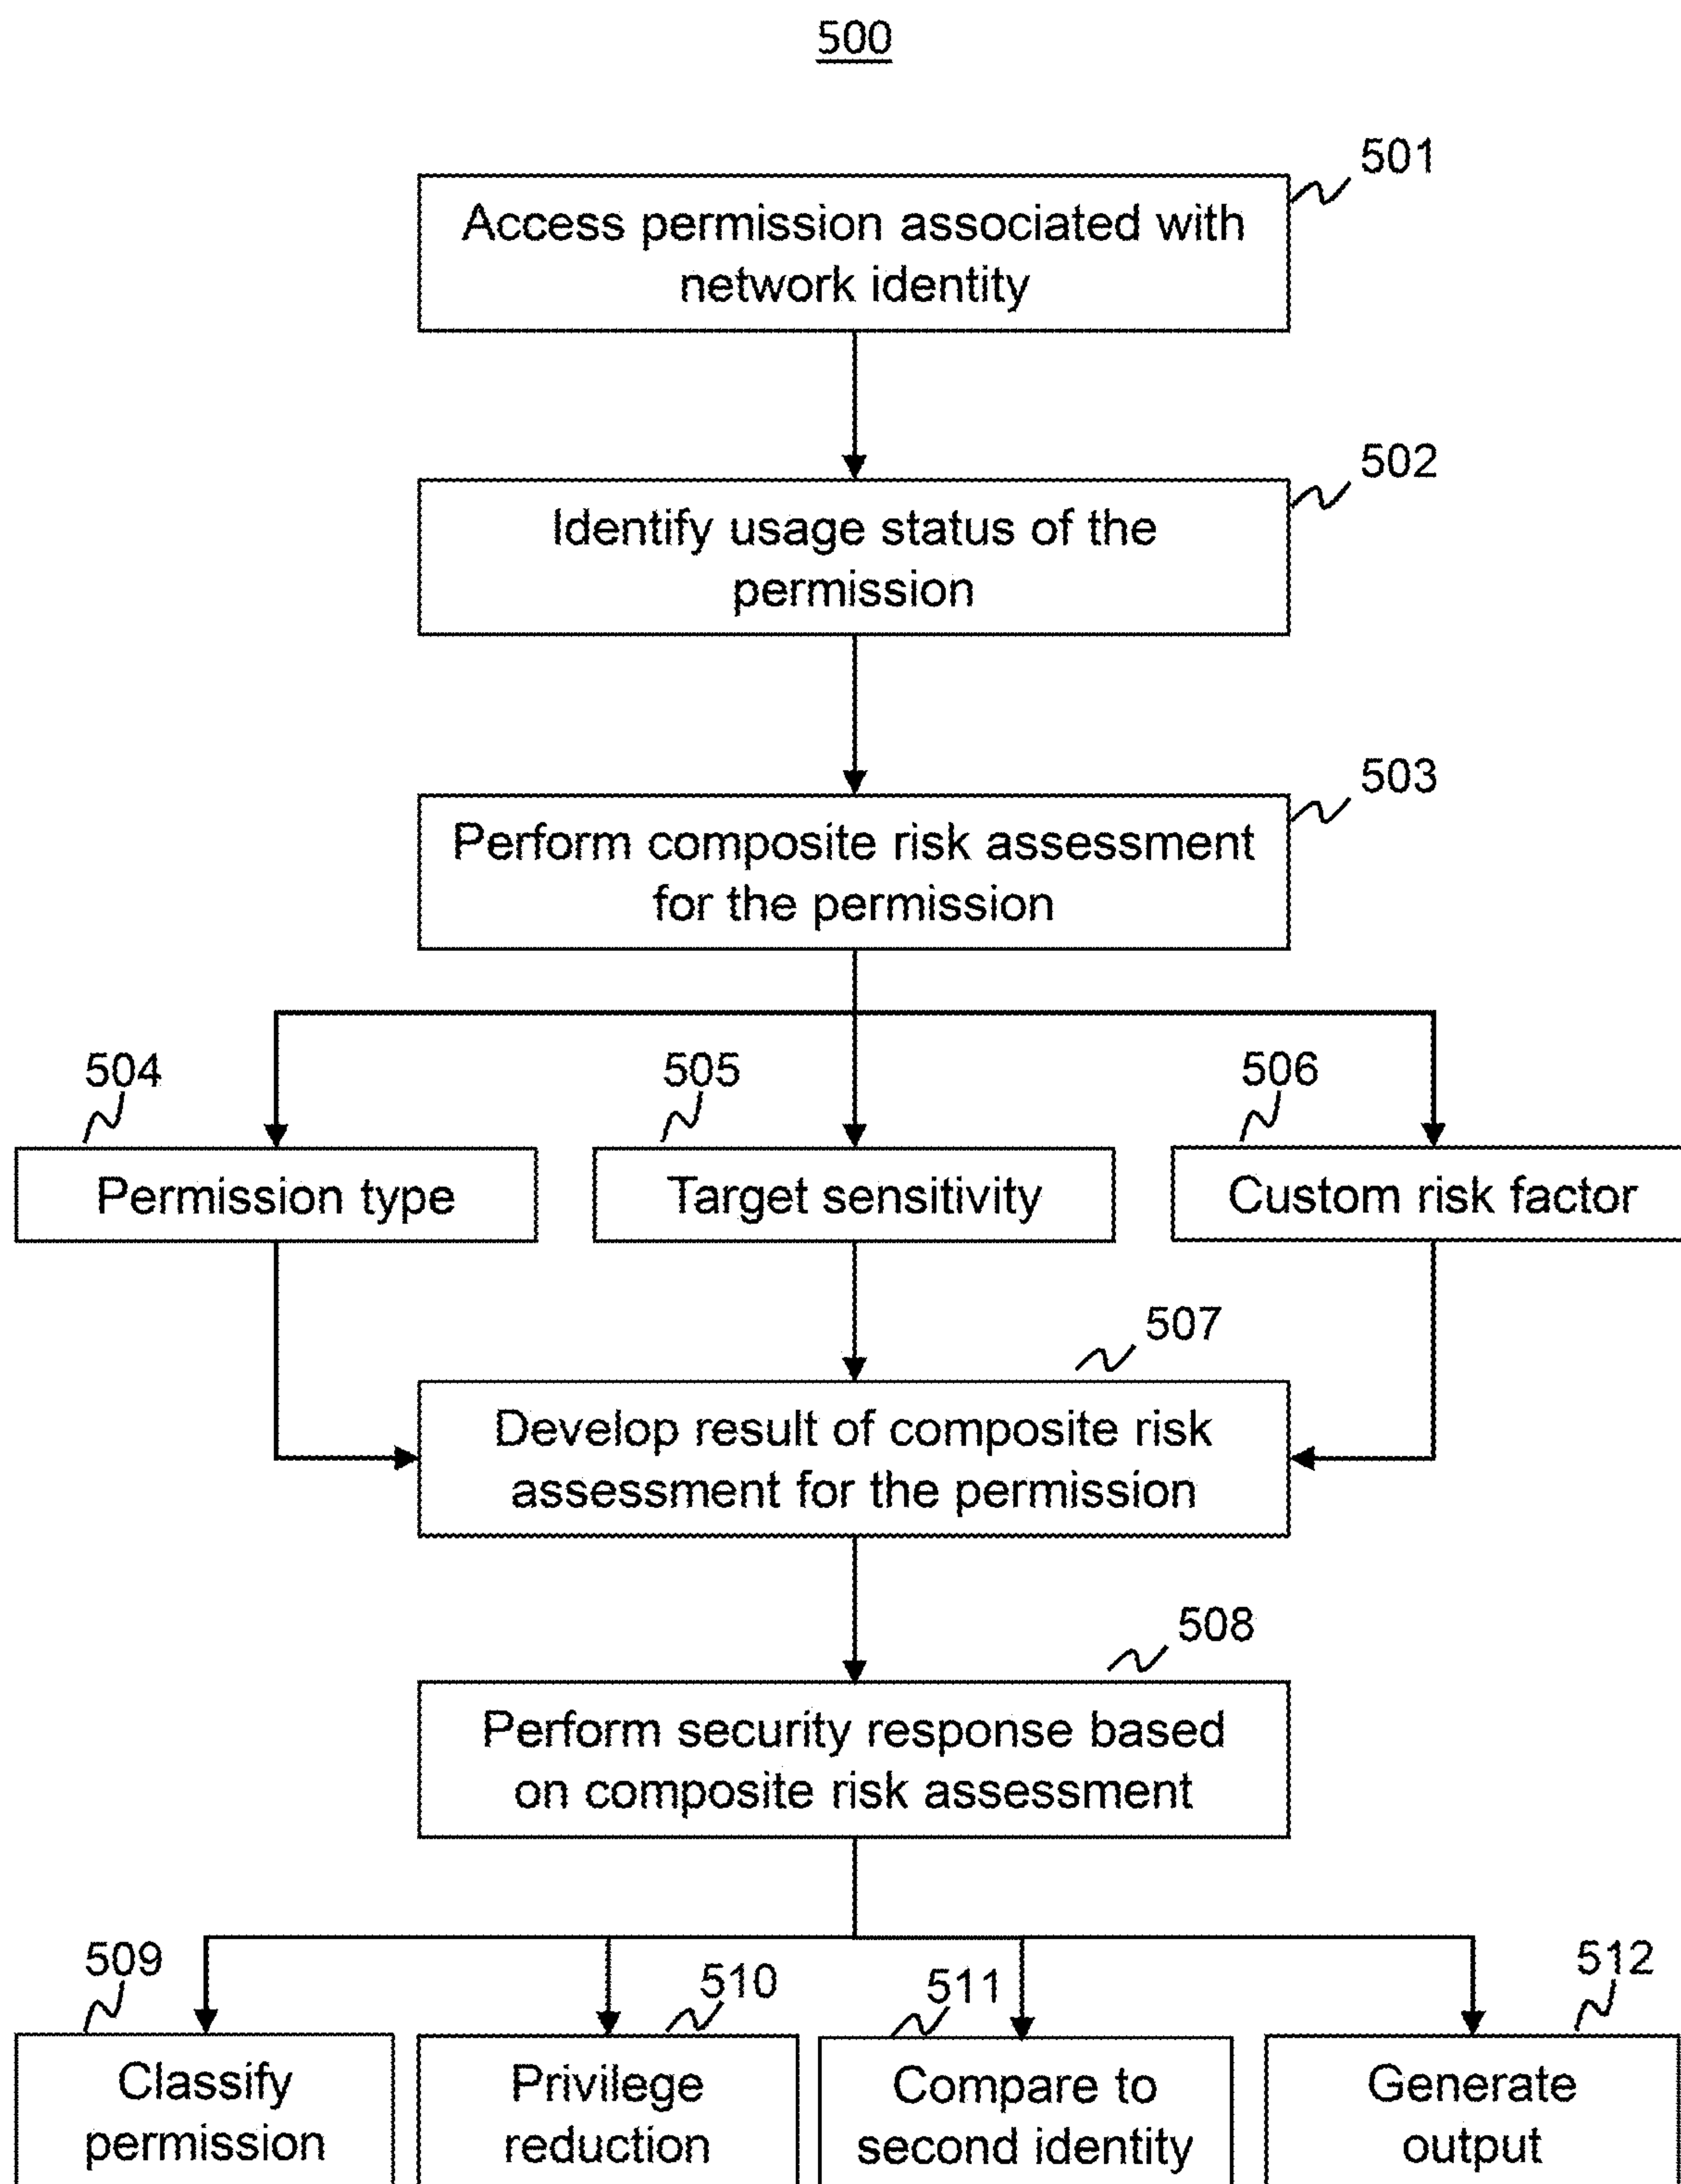 500
501
Access permission associated with
network identity
502
Identify usage status of the
permission
503
Perform composite risk assessment
for the permission
504
505
506
Permission type
Target sensitivity
Custom risk factor
507
Develop result of composite risk
assessment for the permission
508
Perform security response based
on composite risk assessment
509
510
511
512
Classify
permission
Privilege
reduction
Compare to
second identity
Generate
output